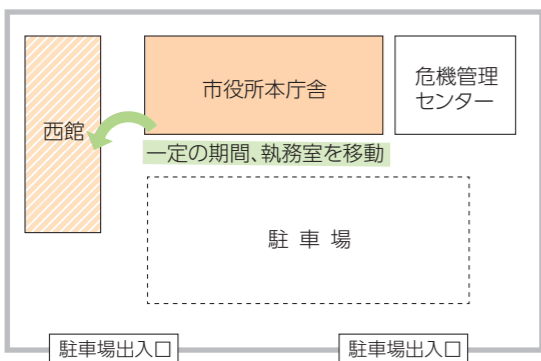 市役所本庁舎
危機管理
センター
西館
一定の期間、執務室を移動
駐車場
駐車場出入口
駐車場出入口